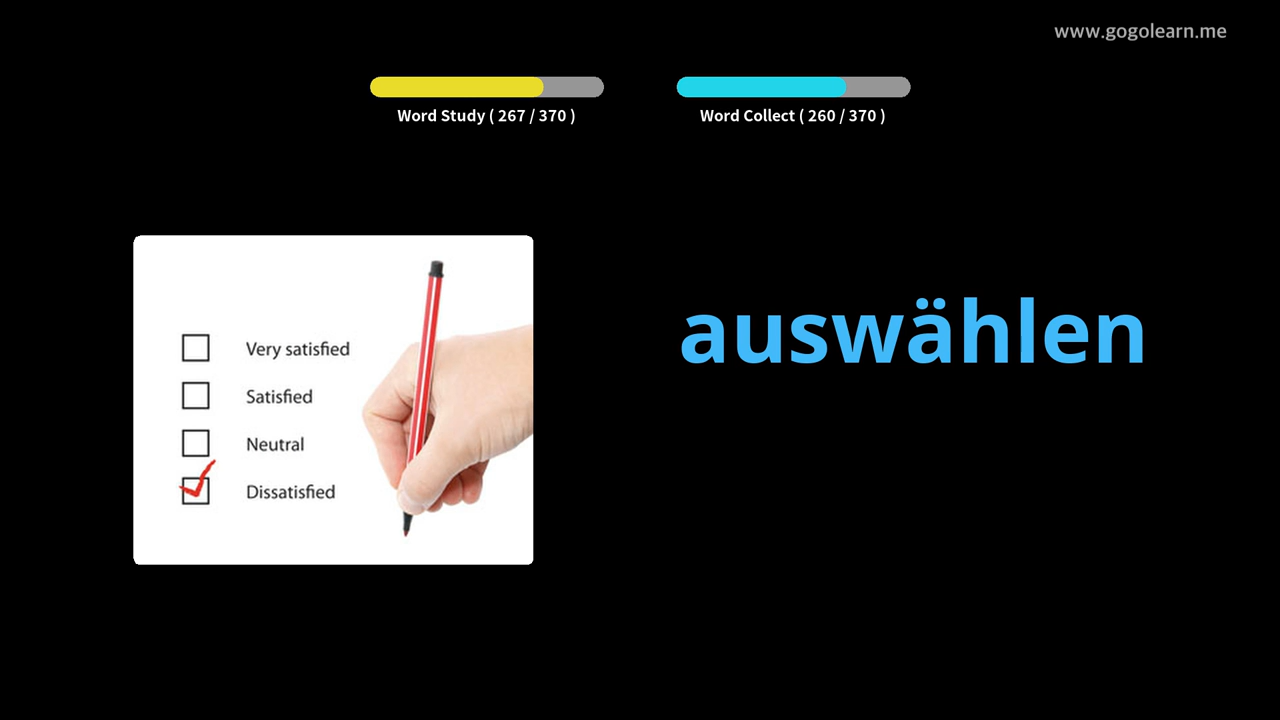 www.gogolearn.me
Word Study ( 267 / 370 )
Word Collect ( 260 / 370 )
Very satisfied
Satisfied
Neutral
Dissatisfied
auswählen